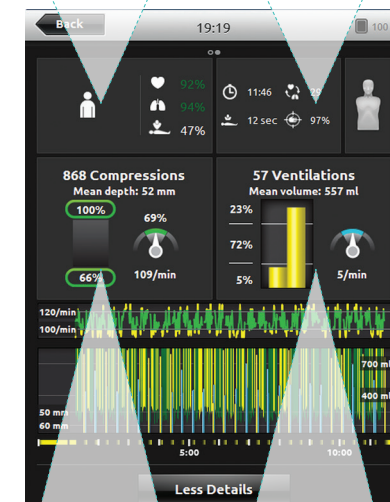 Back
19:19
100
92%
94%
47%
11:46
29
12 sec
97%
868 Compressions
Mean depth: 52 mm
100%
66%
69%
109/min
57 Ventilations
Mean volume: 557 ml
23%
72%
5%
5/min
120/min
100/min
700 ml
400 ml
50 mm
60 mm
5:00
10:00
Less Details